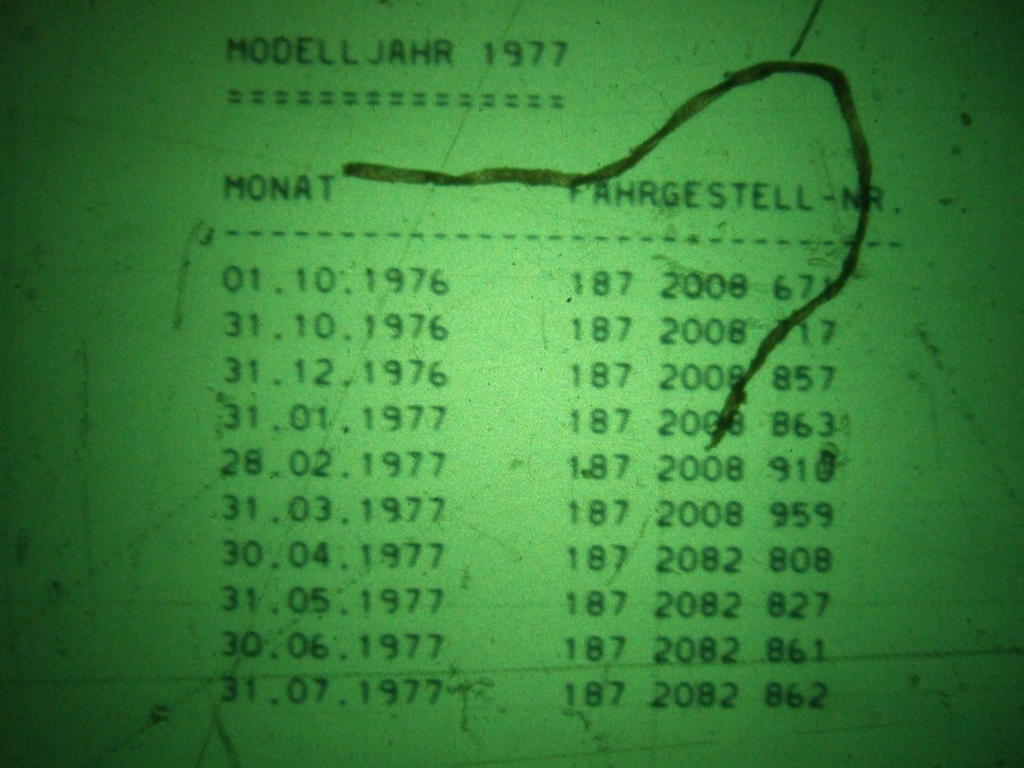 MODELLJAHR 1977
===============
MONAT FAHRGESTELL-NR.
------------------------------------
01.10.1976 187 2008
31.10.1976 187 2008
31.12.1976 187 2008 857
31.01.1977 187 2008 863
28.02.1977 187 2008 910
31.03.1977 187 2008 959
30.04.1977 187 2082 808
31.05.1977 187 2082 827
30.06.1977 187 2082 861
31.07.1977 187 2082 862